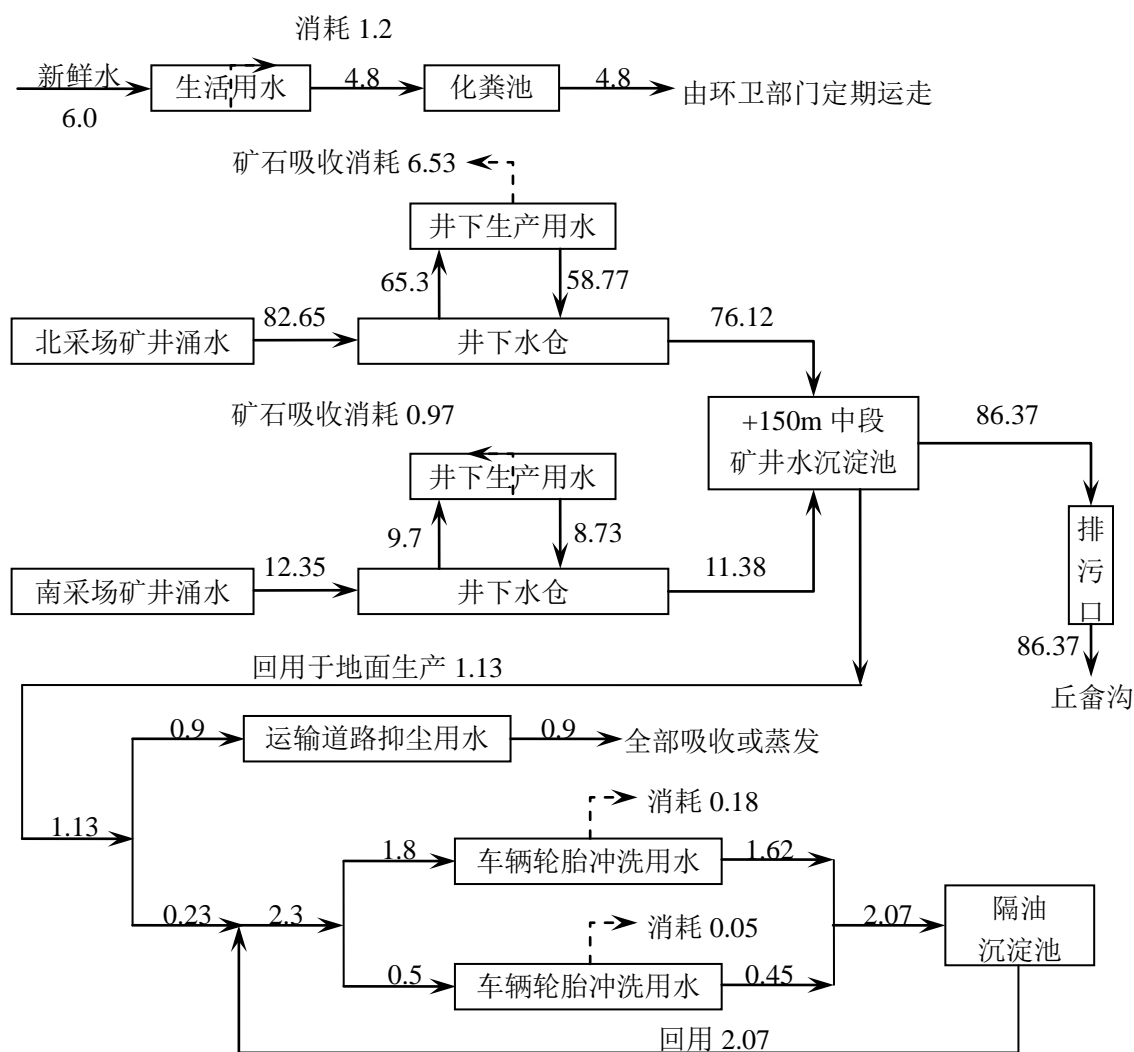 消耗 1.2
新鲜水
6.0
生活用水
4.8
化粪池
4.8
由环卫部门定期运走
矿石吸收消耗 6.53
井下生产用水
65.3
58.77
北采场矿井涌水
82.65
井下水仓
76.12
矿石吸收消耗 0.97
+150m 中段
矿井水沉淀池
86.37
井下生产用水
9.7
8.73
南采场矿井涌水
12.35
井下水仓
11.38
排
污
口
86.37
丘畲沟
回用于地面生产 1.13
0.9
运输道路抑尘用水
0.9
全部吸收或蒸发
消耗 0.18
1.13
1.8
车辆轮胎冲洗用水
1.62
0.23
2.3
消耗 0.05
2.07
隔油
沉淀池
0.5
车辆轮胎冲洗用水
0.45
回用 2.07